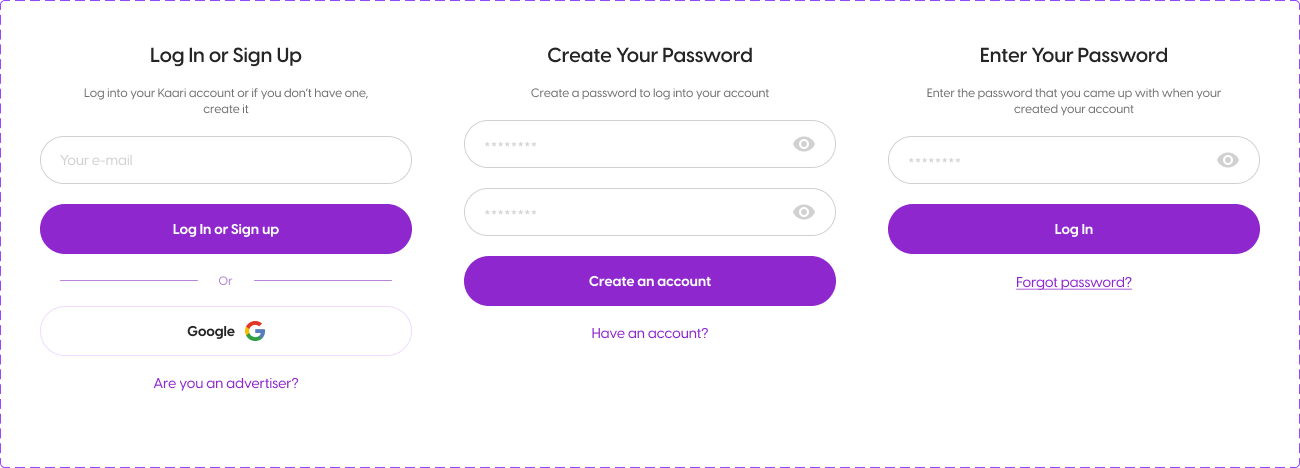 Log In or Sign Up
Log into your Kaari account or if you don't have one,
create it
Your e-mail
Log In or Sign up
Or
Google
Are you an advertiser?
Create Your Password
Create a password to log into your account
********
********
Create an account
Have an account?
Enter Your Password
Enter the password that you came up with when your
created your account
********
Log In
Forgot password?